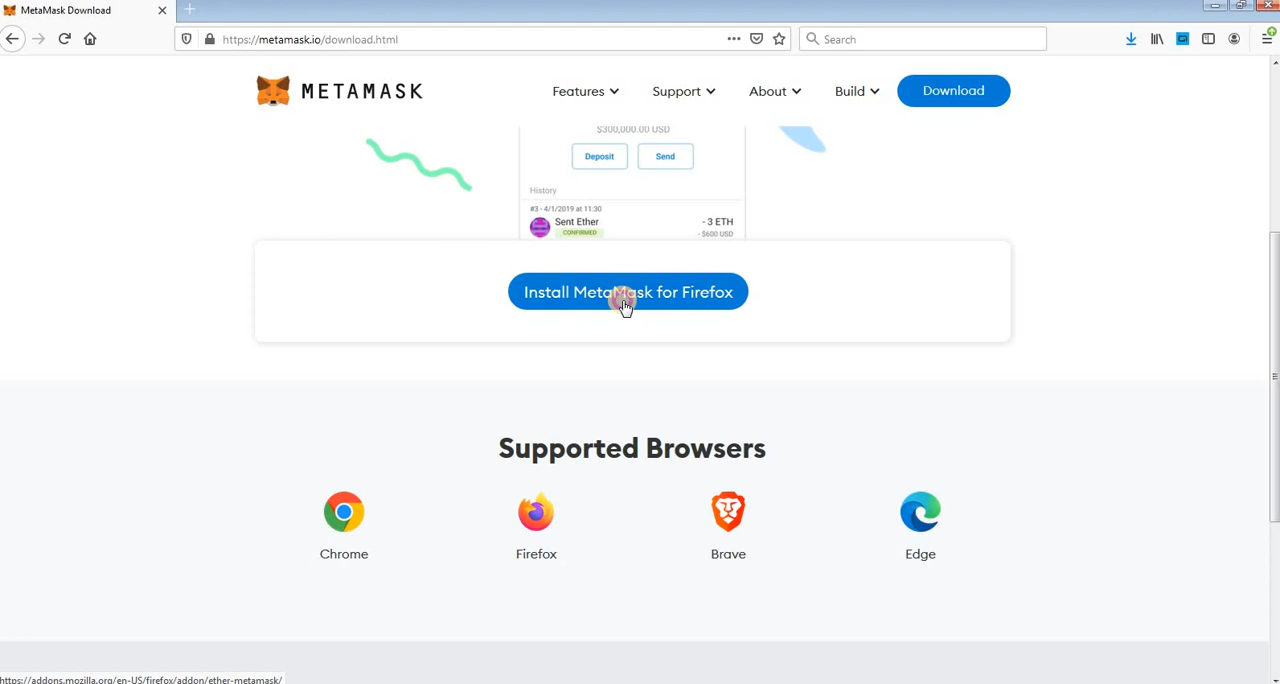 MetaMask Download
https://metamask.io/download.html
Search
METAMASK
Features
Support
About
Build
Download
$300,000.00 USD
Deposit
Send
History
#3 - 4/1/2019 at 11:30
Sent Ether
- 3 ETH
CONFIRMED
- $600 USD
Install MetaMask for Firefox
Supported Browsers
Chrome
Firefox
Brave
Edge
https://addons.mozilla.org/en-US/firefox/addon/ether-metamask/